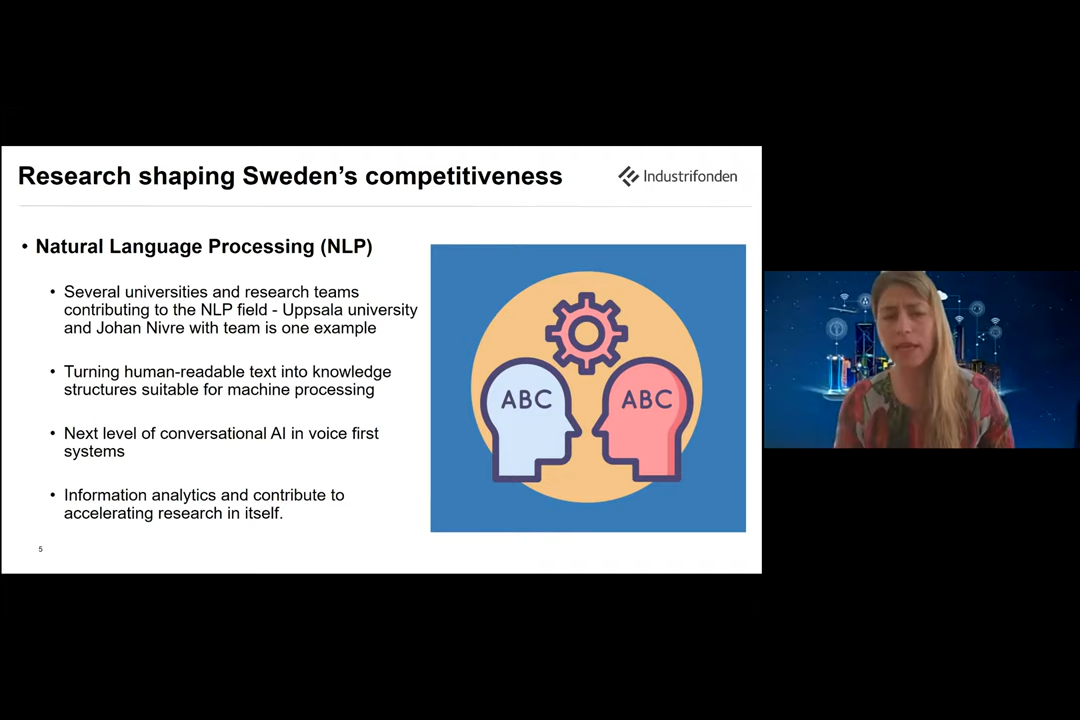 Research shaping Sweden's competitiveness
Industrifonden
• Natural Language Processing (NLP)
• Several universities and research teams
contributing to the NLP field - Uppsala university
and Johan Nivre with team is one example
• Turning human-readable text into knowledge
structures suitable for machine processing
• Next level of conversational AI in voice first
systems
• Information analytics and contribute to
accelerating research in itself.
ABC
ABC
5